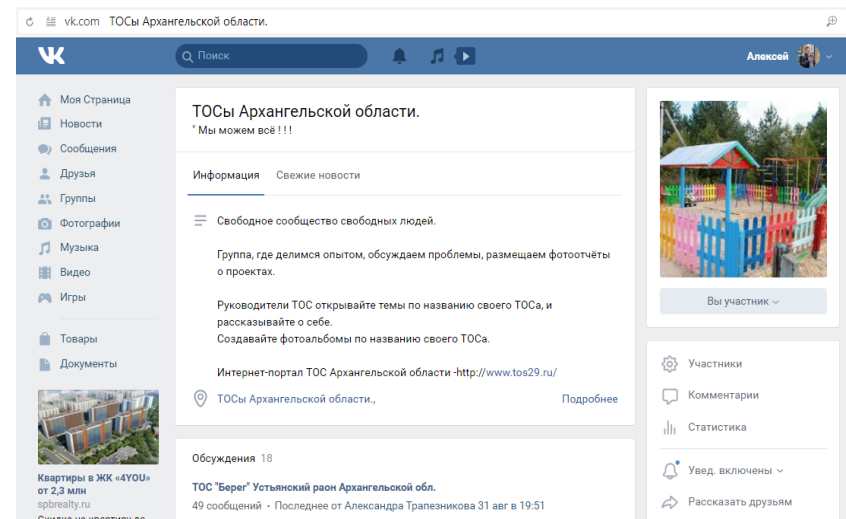 vk.com ТОСы Архангельской области.
Поиск
Алексей
Моя Страница
Новости
Сообщения
Друзья
Группы
Фотографии
Музыка
Видео
Игры
Товары
Документы
Квартиры в ЖК «4YOU»
от 2,3 млн
spbrealty.ru
Скидка на квартиру до
ТОСы Архангельской области.
" Мы можем всё ! ! !
Информация Свежие новости
Свободное сообщество свободных людей.
Группа, где делимся опытом, обсуждаем проблемы, размещаем фотоотчёты
о проектах.
Руководители ТОС открывайте темы по названию своего ТОСа, и
рассказывайте о себе.
Создавайте фотоальбомы по названию своего ТОСа.
Интернет-портал ТОС Архангельской области -http://www.tos29.ru/
ТОСы Архангельской области., Подробнее
Обсуждения 18
ТОС "Берег" Устьянский раон Архангельской обл.
49 сообщений - Последнее от Александра Трапезникова 31 авг в 19:51
Вы участник
Участники
Комментарии
Статистика
Увед. включены
Рассказать друзьям